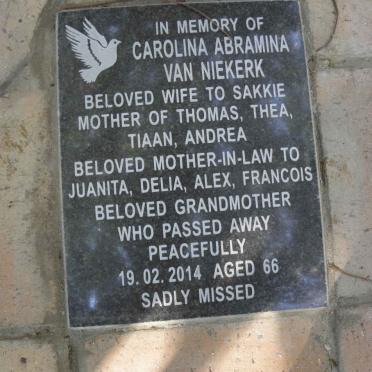 IN MEMORY OF
CAROLINA ABRAMINA
VAN NIEKERK
BELOVED WIFE TO SAKKIE
MOTHER OF THOMAS, THEA,
TIAAN, ANDREA
BELOVED MOTHER-IN-LAW TO
JUANITA, DELIA, ALEX, FRANCOIS
BELOVED GRANDMOTHER
WHO PASSED AWAY
PEACEFULLY
19.02.2014 AGED 66
SADLY MISSED